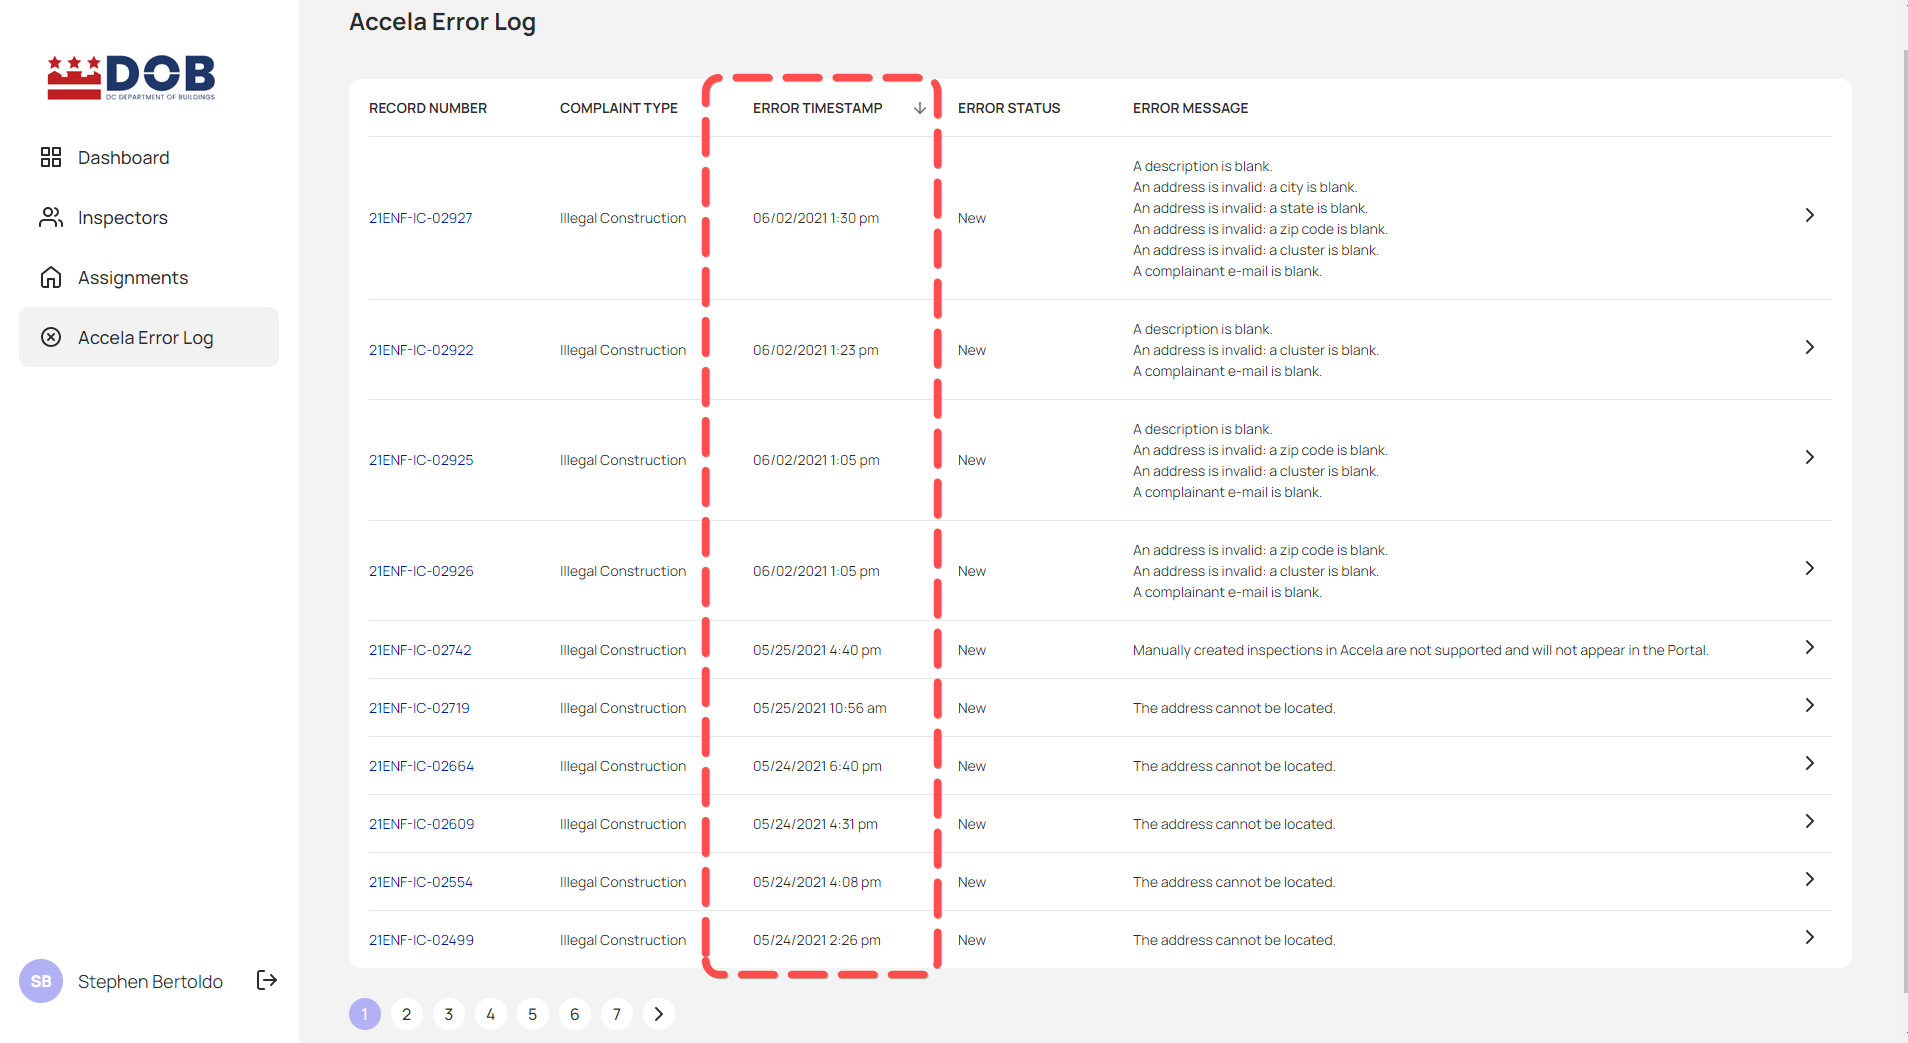 Accela Error Log
DOB
DC DEPARTMENT OF BUILDINGS
Dashboard
Inspectors
Assignments
Accela Error Log
RECORD NUMBER COMPLAINT TYPE ERROR TIMESTAMP ERROR STATUS ERROR MESSAGE
21ENF-IC-02927 Illegal Construction 06/02/2021 1:30 pm New
A description is blank.
An address is invalid: a city is blank.
An address is invalid: a state is blank.
An address is invalid: a zip code is blank.
An address is invalid: a cluster is blank.
A complainant e-mail is blank.
21ENF-IC-02922 Illegal Construction 06/02/2021 1:23 pm New
A description is blank.
An address is invalid: a cluster is blank.
A complainant e-mail is blank.
21ENF-IC-02925 Illegal Construction 06/02/2021 1:05 pm New
A description is blank.
An address is invalid: a zip code is blank.
An address is invalid: a cluster is blank.
A complainant e-mail is blank.
21ENF-IC-02926 Illegal Construction 06/02/2021 1:05 pm New
An address is invalid: a zip code is blank.
An address is invalid: a cluster is blank.
A complainant e-mail is blank.
21ENF-IC-02742 Illegal Construction 05/25/2021 4:40 pm New Manually created inspections in Accela are not supported and will not appear in the Portal.
21ENF-IC-02719 Illegal Construction 05/25/2021 10:56 am New The address cannot be located.
21ENF-IC-02664 Illegal Construction 05/24/2021 6:40 pm New The address cannot be located.
21ENF-IC-02609 Illegal Construction 05/24/2021 4:31 pm New The address cannot be located.
21ENF-IC-02554 Illegal Construction 05/24/2021 4:08 pm New The address cannot be located.
21ENF-IC-02499 Illegal Construction 05/24/2021 2:26 pm New The address cannot be located.
SB Stephen Bertoldo
1 2 3 4 5 6 7